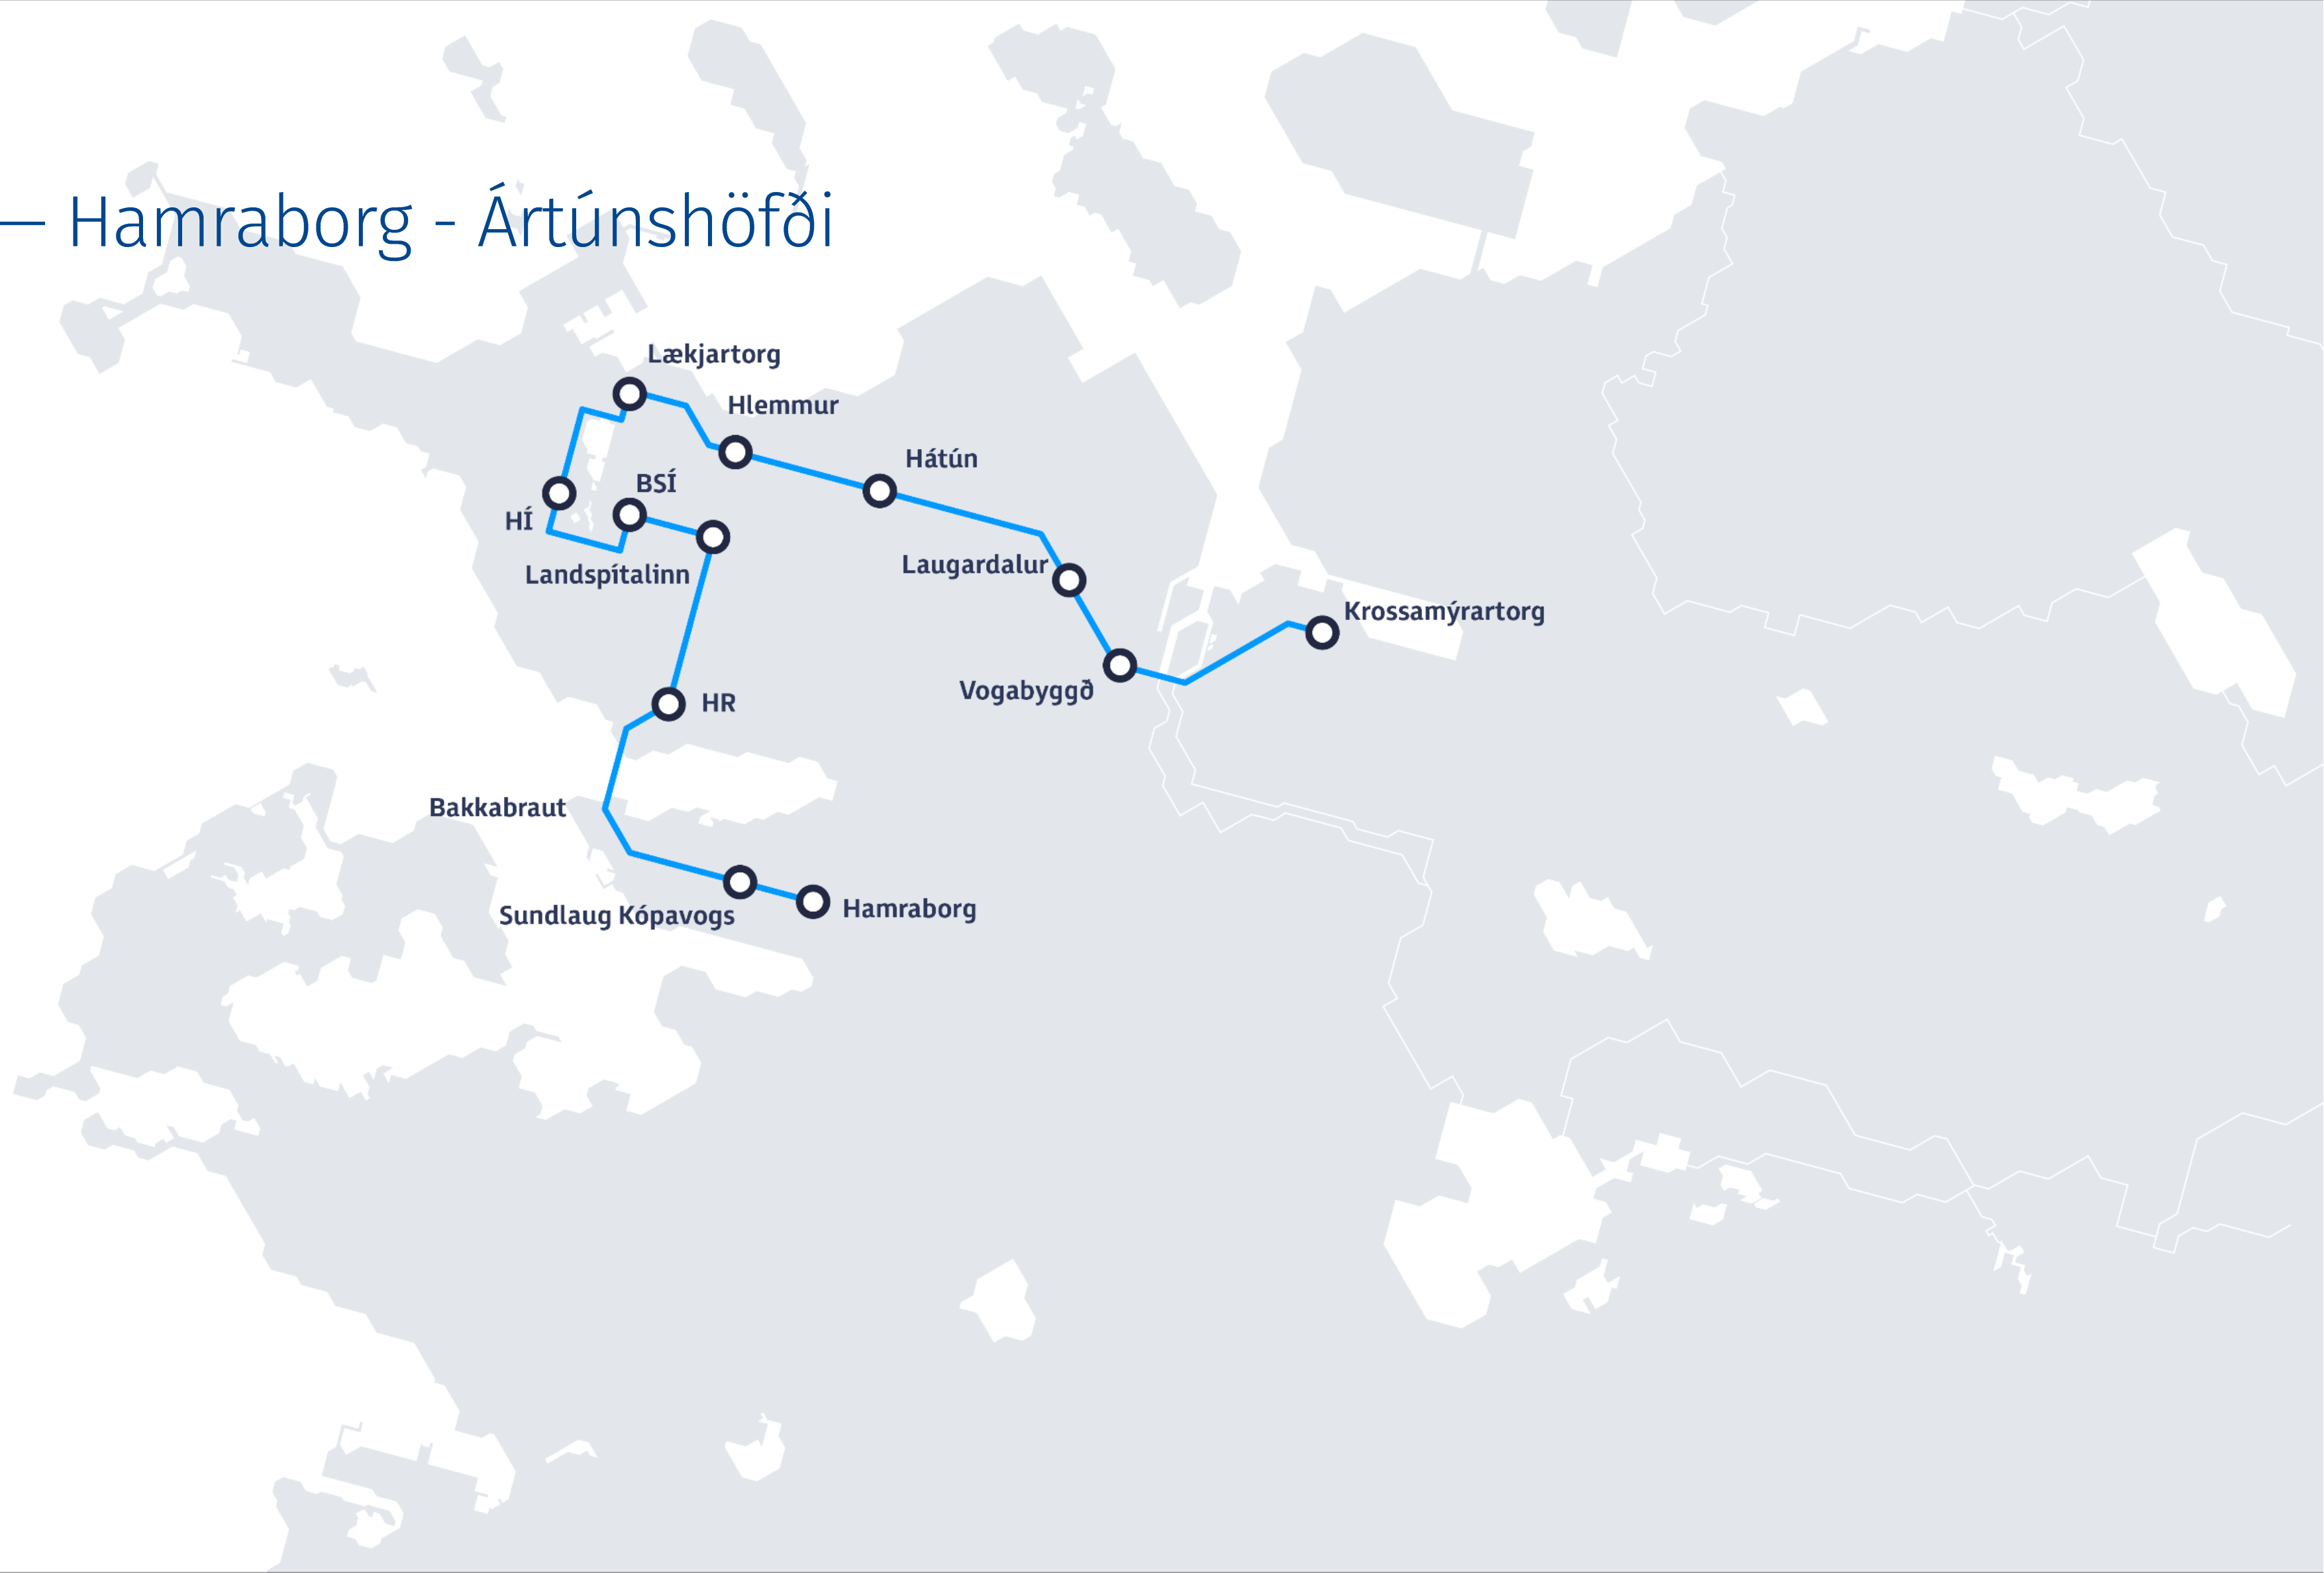 Hamraborg - Ártúnshöfði
Lækjartorg
Hlemmur
Hátún
BSÍ
HÍ
Laugardalur
Landspítalinn
Krossamýrartorg
Vogabyggð
HR
Bakkabraut
Hamraborg
Sundlaug Kópavogs